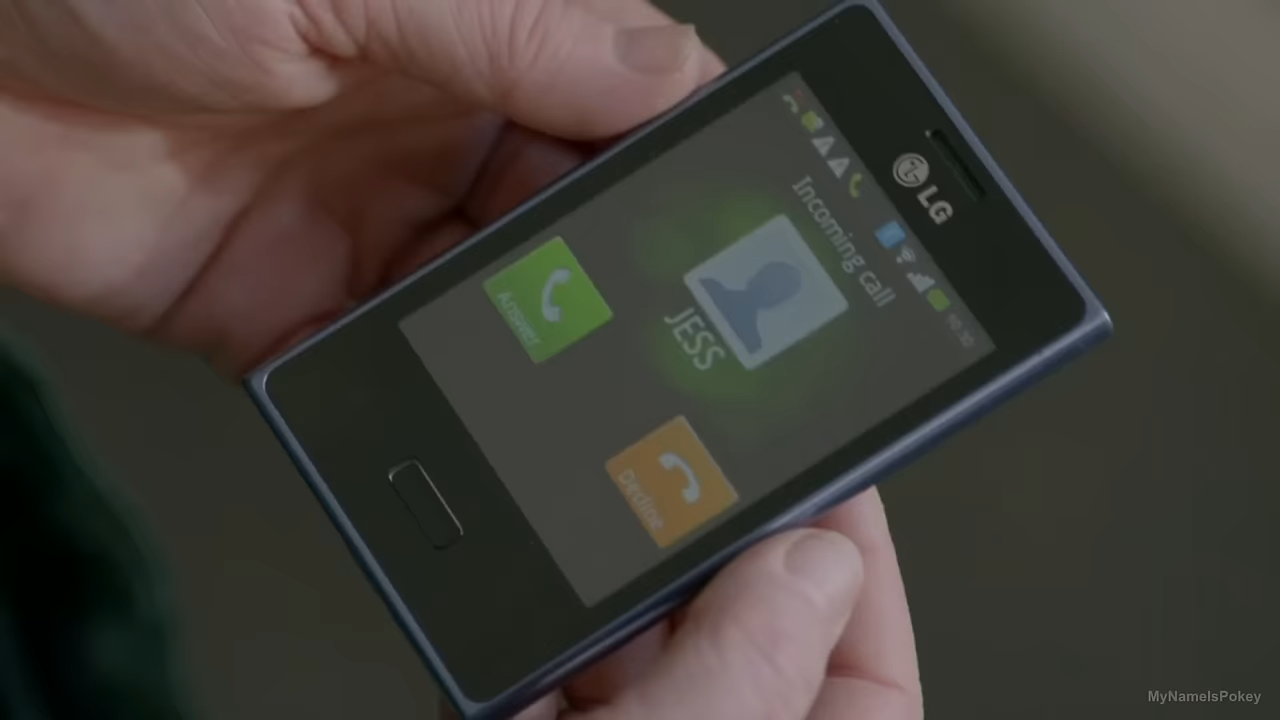 LG
Incoming call
JESS
Answer
Decline
MyNameIsPokey